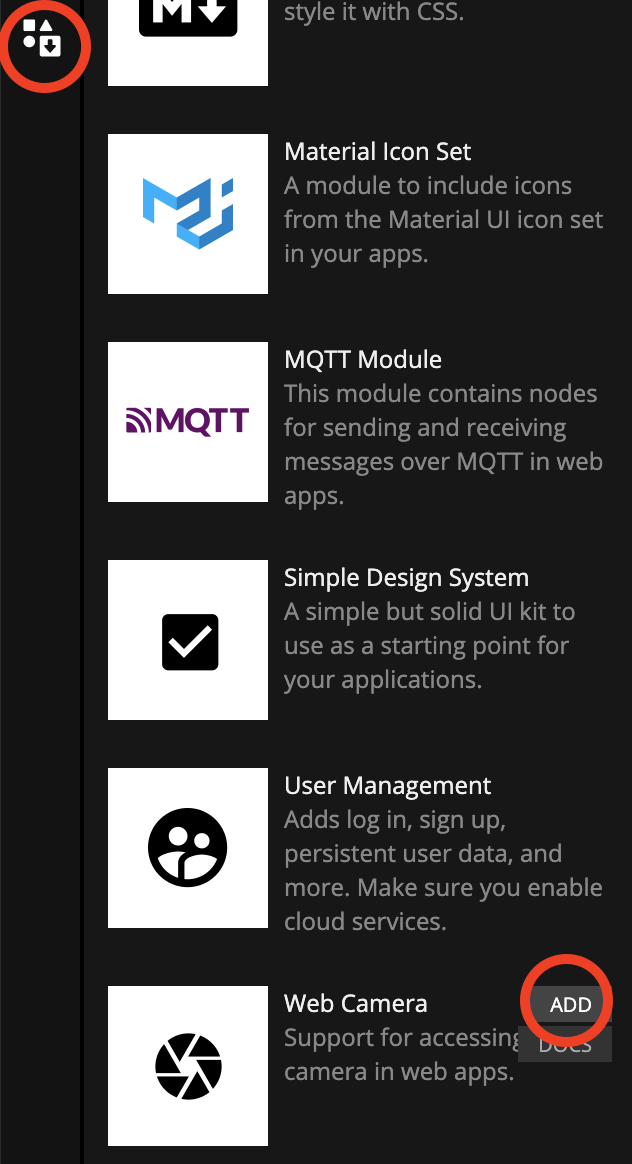 M
style it with CSS.
Material Icon Set
A module to include icons
from the Material UI icon set
in your apps.
MQTT
MQTT Module
This module contains nodes
for sending and receiving
messages over MQTT in web
apps.
Simple Design System
A simple but solid UI kit to
use as a starting point for
your applications.
User Management
Adds log in, sign up,
persistent user data, and
more. Make sure you enable
cloud services.
Web Camera
ADD
Support for accessing
DOCS
camera in web apps.